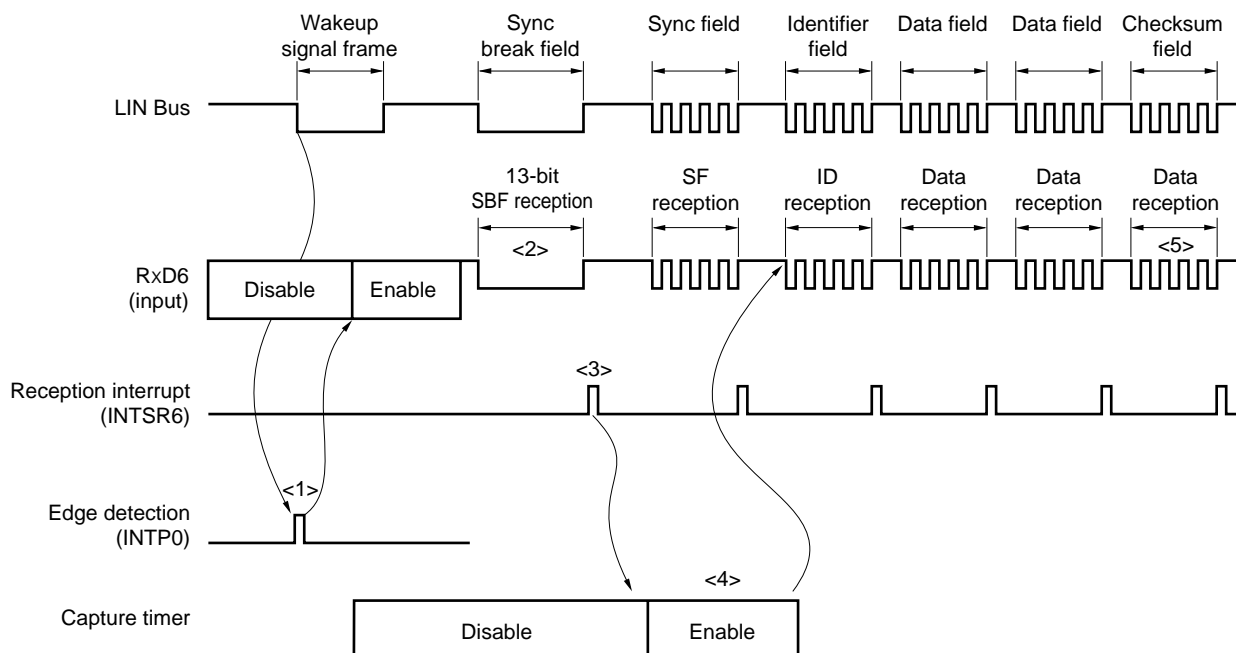 Wakeup
signal frame
Sync
break field
Sync field
Identifier
field
Data field
Data field
Checksum
field
LIN Bus
13-bit
SBF reception
SF
reception
ID
reception
Data
reception
Data
reception
Data
reception
<2>
<5>
RxD6
(input)
Disable
Enable
<3>
Reception interrupt
(INTSR6)
<1>
Edge detection
(INTP0)
<4>
Capture timer
Disable
Enable